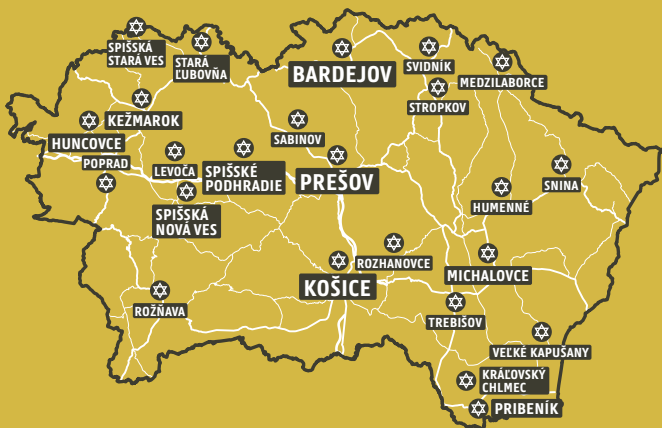 SPIŠSKÁ
STARÁ VES
STARÁ
ĽUBOVŇA
BARDEJOV
SVIDNÍK
MEDZILABORCE
STROPKOV
KEŽMAROK
HUNCOVCE
SABINOV
POPRAD
LEVOČA
SPIŠSKÉ
PODHRADIE
PREŠOV
SNINA
SPIŠSKÁ
NOVÁ VES
HUMENNÉ
ROZHANOVCE
MICHALOVCE
KOŠICE
ROŽŇAVA
TREBIŠOV
VEĽKÉ KAPUŠANY
KRÁĽOVSKÝ
CHLMEC
PRIBENÍK